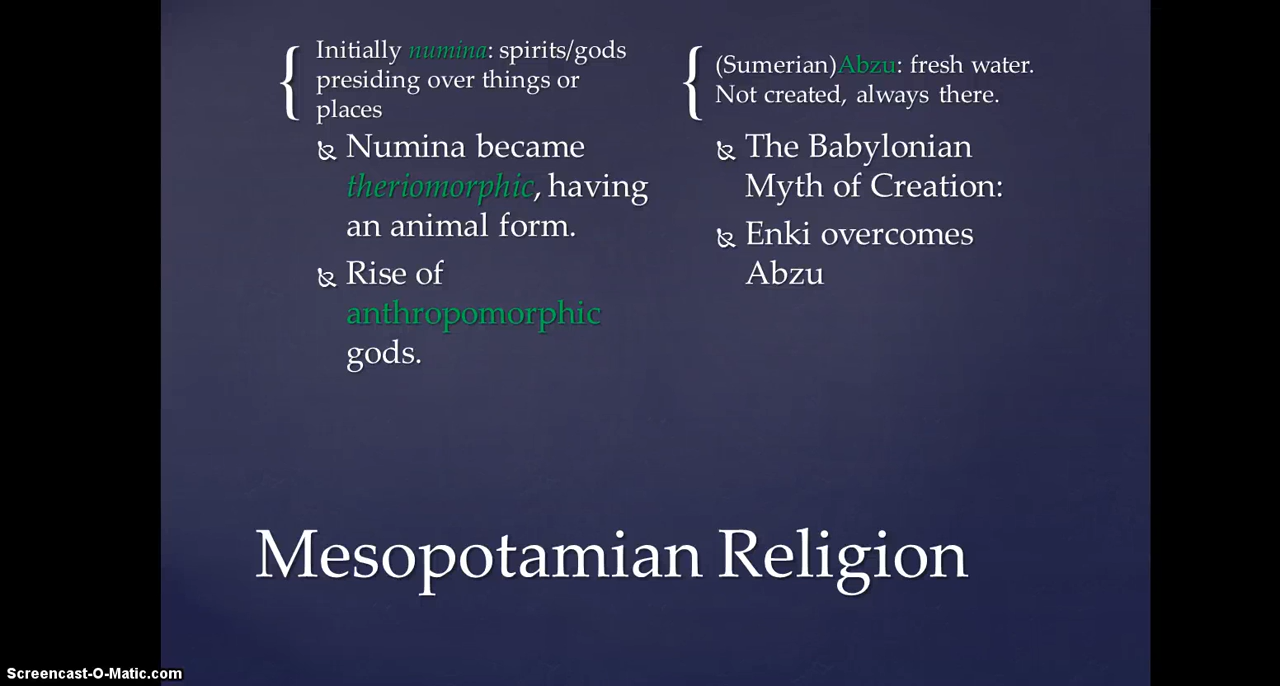 Initially numina: spirits/gods
presiding over things or
places
Numina became
theriomorphic, having
an animal form.
Rise of
anthropomorphic
gods.
(Sumerian)Abzu: fresh water.
Not created, always there.
The Babylonian
Myth of Creation:
Enki overcomes
Abzu
Mesopotamian Religion
Screencast-O-Matic.com